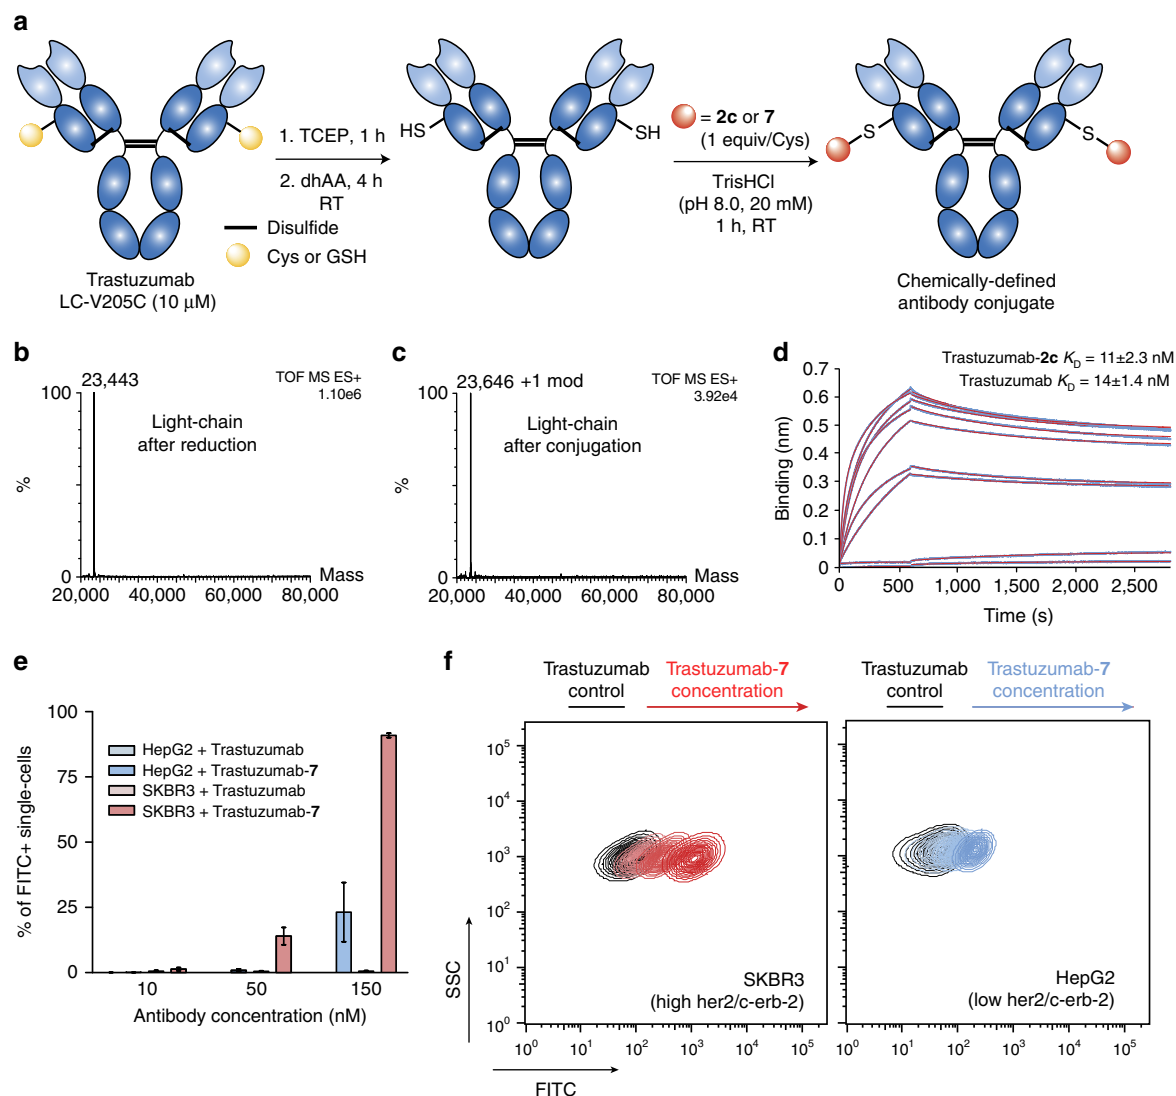 a
HS
SH
S
S
1. TCEP, 1 h
2. dhAA, 4 h
RT
Disulfide
Cys or GSH
= 2c or 7
(1 equiv/Cys)
TrisHCl
(pH 8.0, 20 mM)
1 h, RT
Trastuzumab
LC-V205C (10 μM)
Chemically-defined
antibody conjugate
b
23,443
100
TOF MS ES+
1.10e6
Light-chain
after reduction
%
0
Mass
20,000 40,000 60,000 80,000
c
23,646 +1 mod
100
TOF MS ES+
3.92e4
Light-chain
after conjugation
%
0
Mass
20,000 40,000 60,000 80,000
d
Trastuzumab-2c KD = 11±2.3 nM
Trastuzumab KD = 14±1.4 nM
0.7
0.6
0.5
0.4
0.3
0.2
0.1
0
Binding (nm)
0 500 1,000 1,500 2,000 2,500
Time (s)
e
100
75
50
25
0
% of FITC+ single-cells
HepG2 + Trastuzumab
HepG2 + Trastuzumab-7
SKBR3 + Trastuzumab
SKBR3 + Trastuzumab-7
10 50 150
Antibody concentration (nM)
f
Trastuzumab
control
Trastuzumab-7
concentration
Trastuzumab
control
Trastuzumab-7
concentration
10^5
10^4
10^3
10^2
10^1
10^0
SSC
SKBR3
(high her2/c-erb-2)
HepG2
(low her2/c-erb-2)
10^0 10^1 10^2 10^3 10^4 10^5
10^0 10^1 10^2 10^3 10^4 10^5
FITC